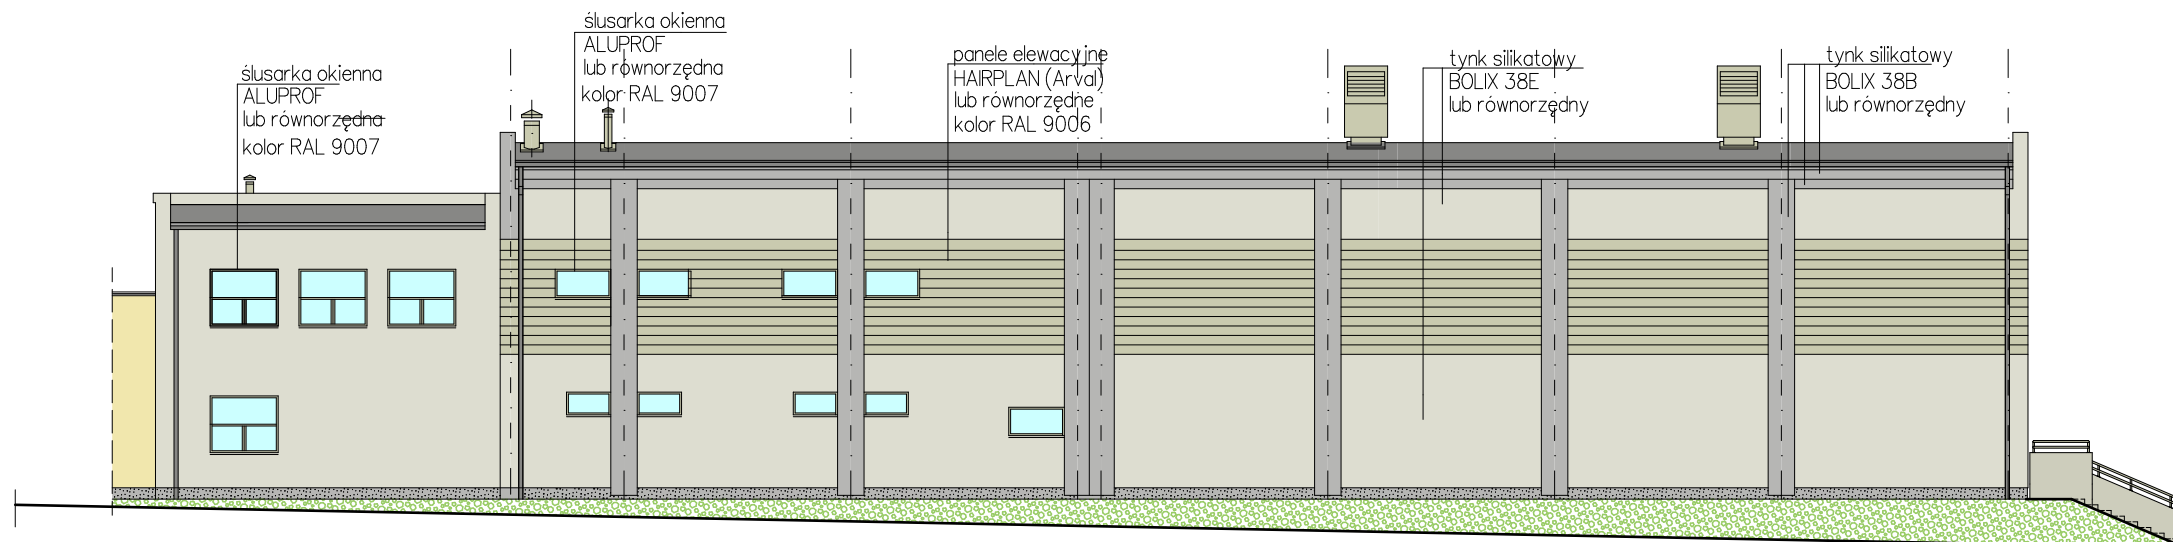 ślusarka okienna
ALUPROF
lub równorzędna
kolor RAL 9007
ślusarka okienna
ALUPROF
lub równorzędna
kolor RAL 9007
panele elewacyjne
HAIRPLAN (Arval)
lub równorzędne
kolor RAL 9006
tynk silikatowy
BOLIX 38E
lub równorzędny
tynk silikatowy
BOLIX 38B
lub równorzędny